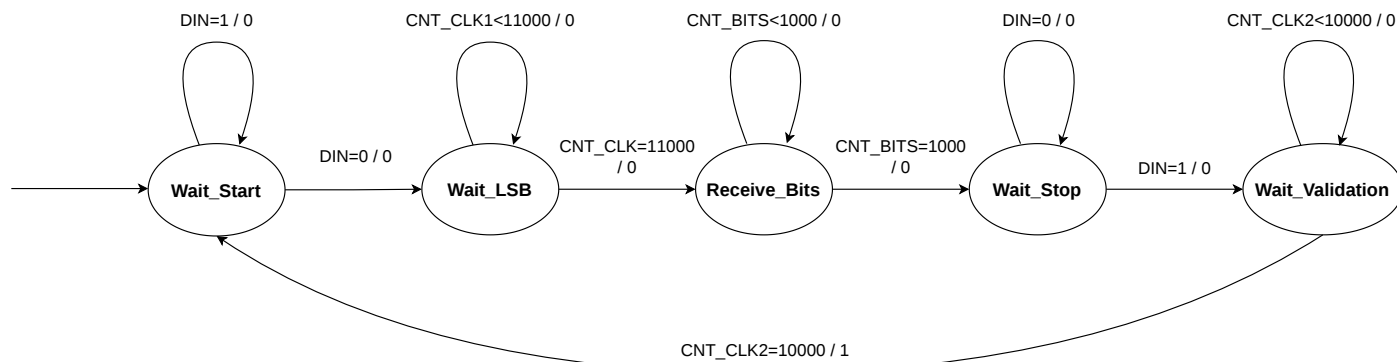 DIN=1 / 0
CNT_CLK1<11000 / 0
CNT_BITS<1000 / 0
DIN=0 / 0
CNT_CLK2<10000 / 0
DIN=0 / 0
CNT_CLK=11000
/ 0
CNT_BITS=1000
/ 0
DIN=1 / 0
Wait_Start
Wait_LSB
Receive_Bits
Wait_Stop
Wait_Validation
CNT_CLK2=10000 / 1